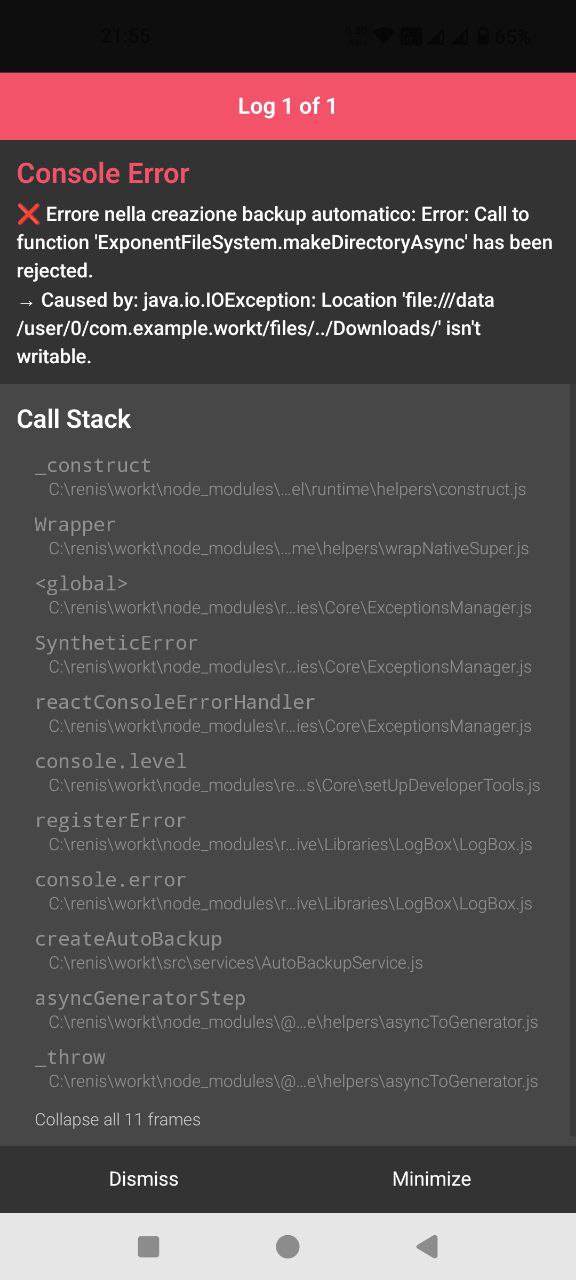 21:55
65%
Log 1 of 1
Console Error
❌ Errore nella creazione backup automatico: Error: Call to
function 'ExponentFileSystem.makeDirectoryAsync' has been
rejected.
→ Caused by: java.io.IOException: Location 'file:///data
/user/0/com.example.workt/files/../Downloads/' isn't
writable.
Call Stack
_construct
C:\renis\workt\node_modules\...el\runtime\helpers\construct.js
Wrapper
C:\renis\workt\node_modules\...me\helpers\wrapNativeSuper.js
<global>
C:\renis\workt\node_modules\r...ies\Core\ExceptionsManager.js
SyntheticError
C:\renis\workt\node_modules\r...ies\Core\ExceptionsManager.js
reactConsoleErrorHandler
C:\renis\workt\node_modules\r...ies\Core\ExceptionsManager.js
console.level
C:\renis\workt\node_modules\re...s\Core\setUpDeveloperTools.js
registerError
C:\renis\workt\node_modules\r...ive\Libraries\LogBox\LogBox.js
console.error
C:\renis\workt\node_modules\r...ive\Libraries\LogBox\LogBox.js
createAutoBackup
C:\renis\workt\src\services\AutoBackupService.js
asyncGeneratorStep
C:\renis\workt\node_modules\@...e\helpers\asyncToGenerator.js
_throw
C:\renis\workt\node_modules\@...e\helpers\asyncToGenerator.js
Collapse all 11 frames
Dismiss
Minimize